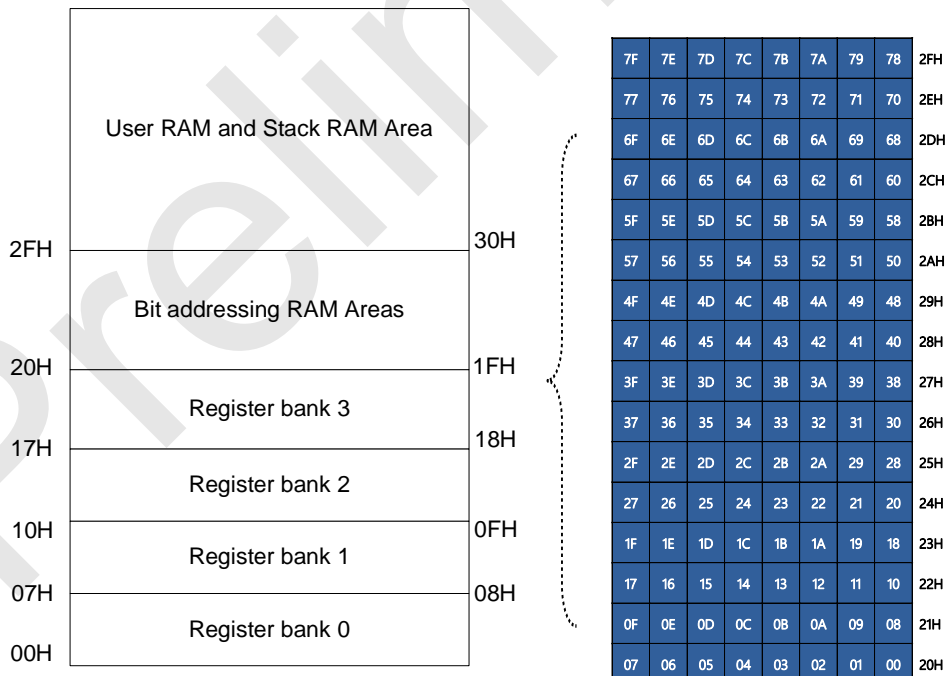 User RAM and Stack RAM Area
2FH 30H
Bit addressing RAM Areas
20H 1FH
Register bank 3
17H 18H
Register bank 2
10H 0FH
Register bank 1
07H 08H
Register bank 0
00H
7F 7E 7D 7C 7B 7A 79 78 2FH
77 76 75 74 73 72 71 70 2EH
6F 6E 6D 6C 6B 6A 69 68 2DH
67 66 65 64 63 62 61 60 2CH
5F 5E 5D 5C 5B 5A 59 58 2BH
57 56 55 54 53 52 51 50 2AH
4F 4E 4D 4C 4B 4A 49 48 29H
47 46 45 44 43 42 41 40 28H
3F 3E 3D 3C 3B 3A 39 38 27H
37 36 35 34 33 32 31 30 26H
2F 2E 2D 2C 2B 2A 29 28 25H
27 26 25 24 23 22 21 20 24H
1F 1E 1D 1C 1B 1A 19 18 23H
17 16 15 14 13 12 11 10 22H
0F 0E 0D 0C 0B 0A 09 08 21H
07 06 05 04 03 02 01 00 20H
Prelim